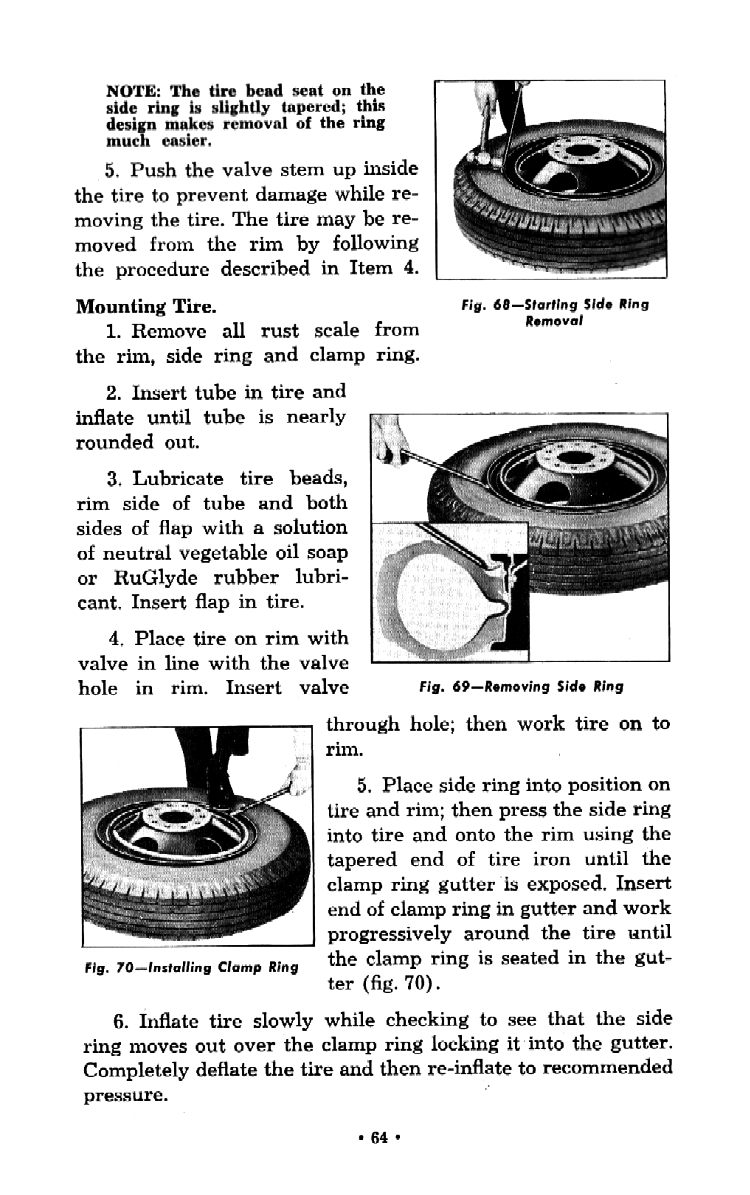 NOTE: The tire bead seat on the
side ring is slightly tapered; this
design makes removal of the ring
much easier.
5. Push the valve stem up inside
the tire to prevent damage while re-
moving the tire. The tire may be re-
moved from the rim by following
the procedure described in Item 4.
Fig. 68—Starting Side Ring
Removal
Mounting Tire.
1. Remove all rust scale from
the rim, side ring and clamp ring.
2. Insert tube in tire and
inflate until tube is nearly
rounded out.
3. Lubricate tire beads,
rim side of tube and both
sides of flap with a solution
of neutral vegetable oil soap
or RuGlyde rubber lubri-
cant. Insert flap in tire.
4. Place tire on rim with
valve in line with the valve
hole in rim. Insert valve
Fig. 69—Removing Side Ring
through hole; then work tire on to
rim.
5. Place side ring into position on
tire and rim; then press the side ring
into tire and onto the rim using the
tapered end of tire iron until the
clamp ring gutter is exposed. Insert
end of clamp ring in gutter and work
progressively around the tire until
the clamp ring is seated in the gut-
ter (fig. 70).
Fig. 70—Installing Clamp Ring
6. Inflate tire slowly while checking to see that the side
ring moves out over the clamp ring locking it into the gutter.
Completely deflate the tire and then re-inflate to recommended
pressure.
• 64 •